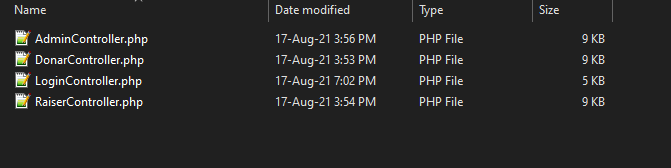 Name Date modified Type Size
AdminController.php 17-Aug-21 3:56 PM PHP File 9 KB
DonarController.php 17-Aug-21 3:53 PM PHP File 9 KB
LoginController.php 17-Aug-21 7:02 PM PHP File 5 KB
RaiserController.php 17-Aug-21 3:54 PM PHP File 9 KB